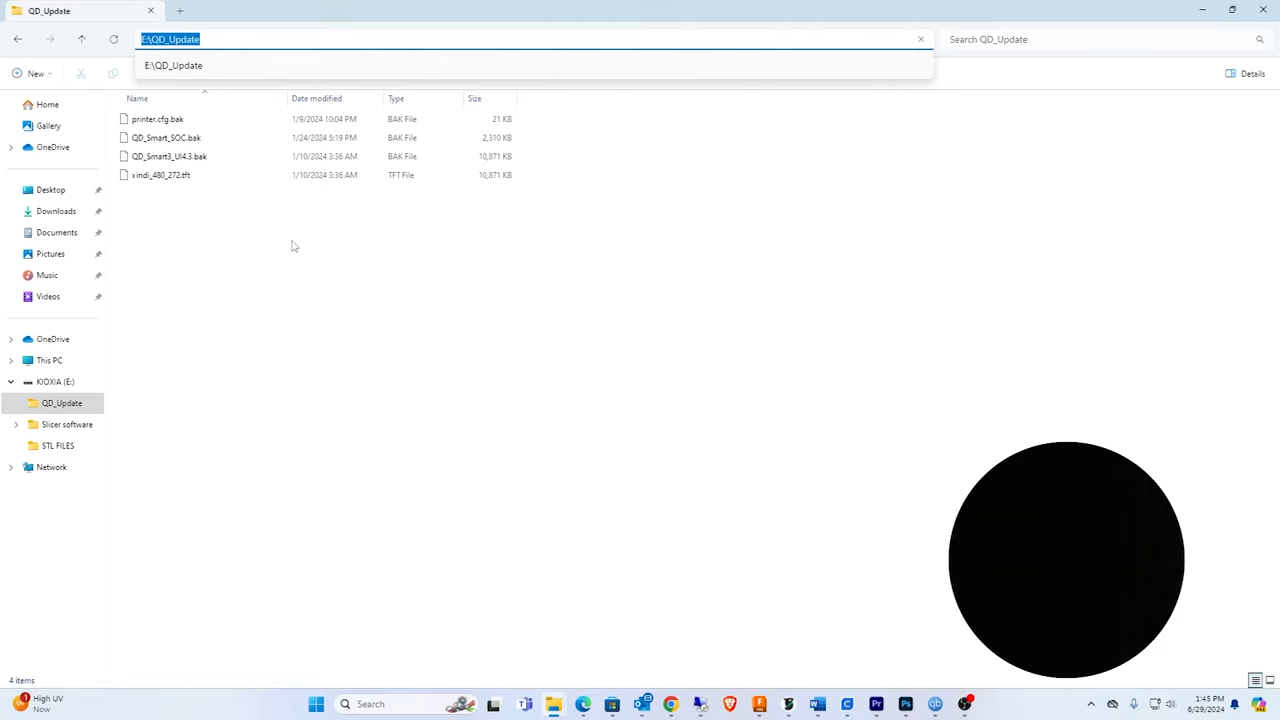 QD_Update
E:\QD_Update
Search QD_Update
E:\QD_Update
New
Details
Name Date modified Type Size
printer.cfg.bak 1/9/2024 10:04 PM BAK File 21 KB
QD_Smart_SOC.bak 1/24/2024 5:19 PM BAK File 2,310 KB
QD_Smart3_UI4.3.bak 1/10/2024 3:36 AM BAK File 10,871 KB
xindi_480_272.tft 1/10/2024 3:36 AM TFT File 10,871 KB
Home
Gallery
OneDrive
Desktop
Downloads
Documents
Pictures
Music
Videos
OneDrive
This PC
KIOXIA (E:)
QD_Update
Slicer software
STL FILES
Network
4 items
High UV
Now
Search
1:45 PM
8/29/2024